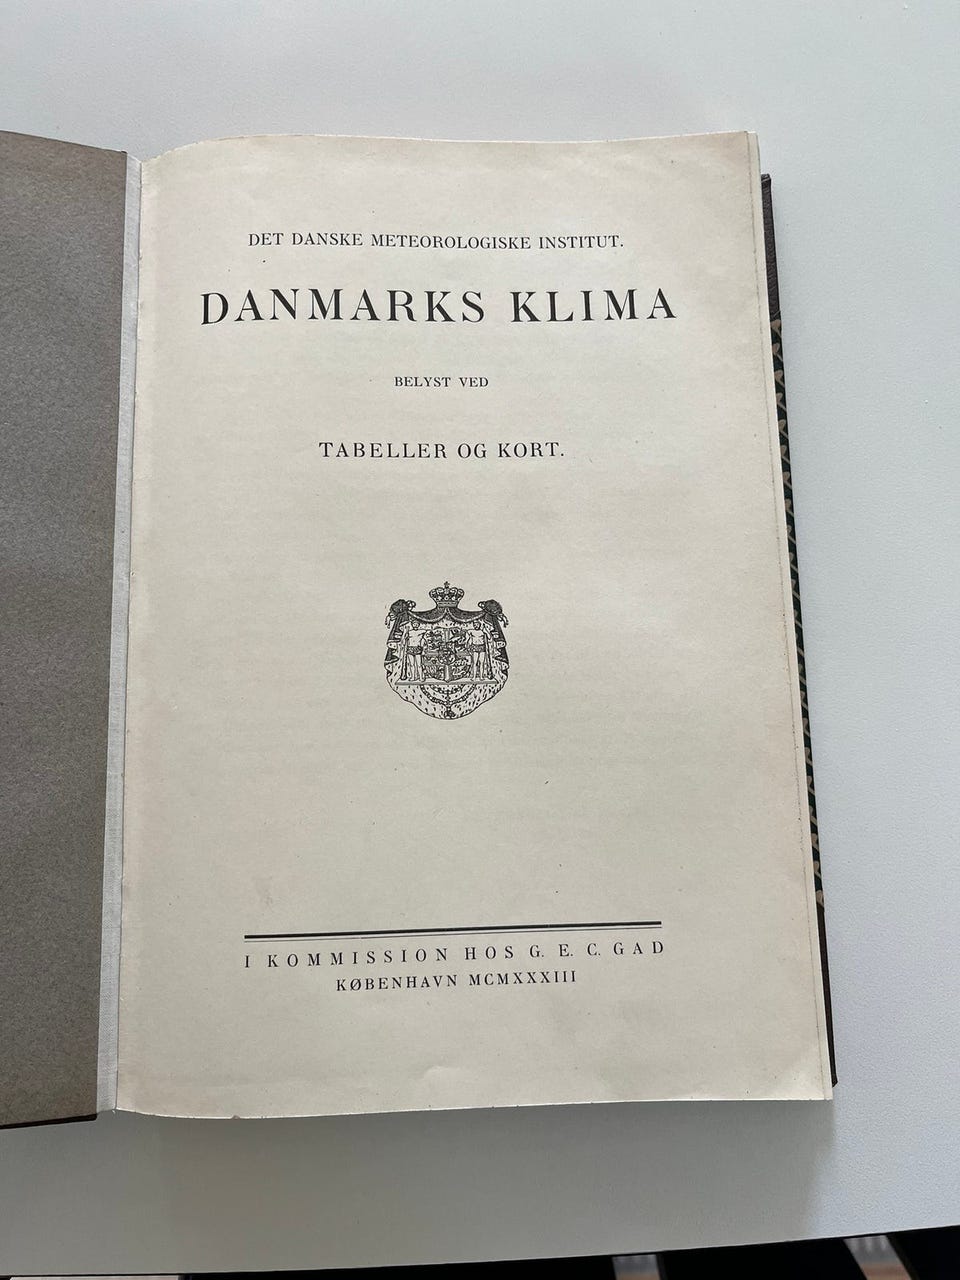 DET DANSKE METEOROLOGISKE INSTITUT.
DANMARKS KLIMA
BELYST VED
TABELLER OG KORT.
I KOMMISSION HOS G. E. C. GAD
KØBENHAVN MCMXXXIII